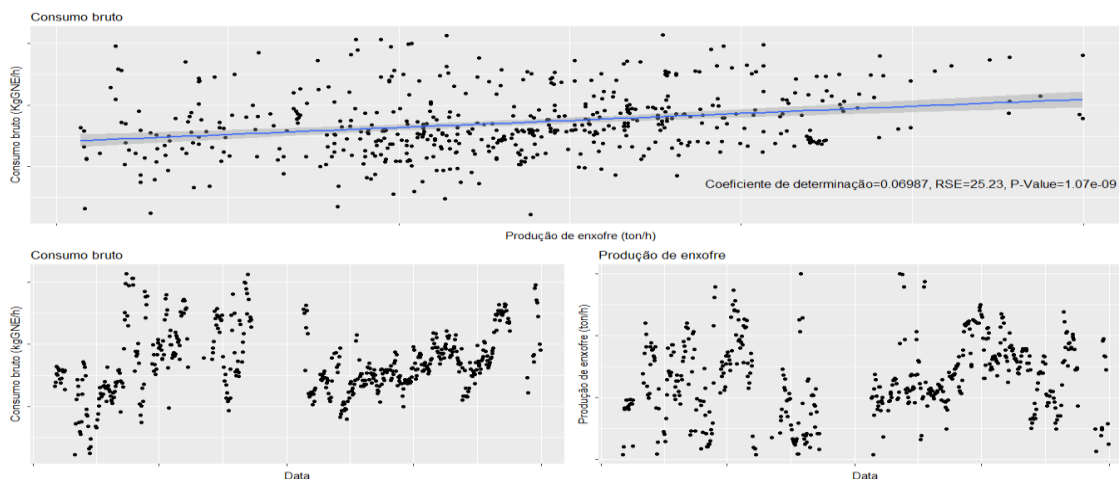 Consumo bruto
Consumo bruto (KgGNE/h)
Coeficiente de determinação=0.06987, RSE=25.23, P-Value=1.07e-09
Produção de enxofre (ton/h)
Consumo bruto
Consumo bruto (kgGNE/h)
Data
Produção de enxofre
Produção de enxofre (ton/h)
Data